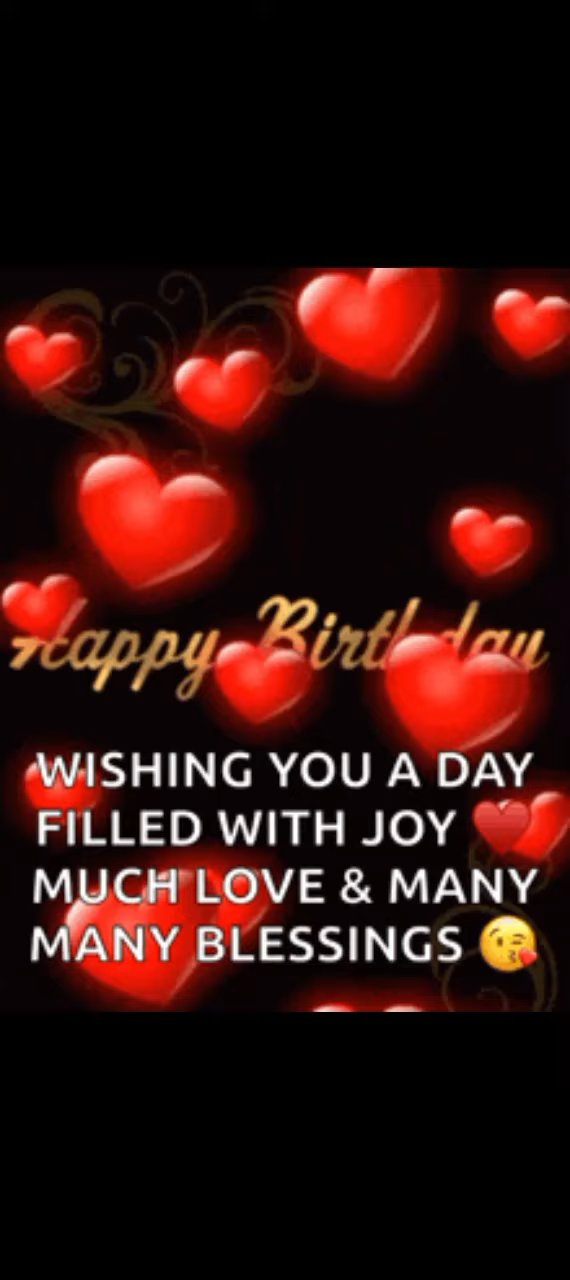 Happy Birthday
WISHING YOU A DAY
FILLED WITH JOY ❤️
MUCH LOVE & MANY
MANY BLESSINGS 😘